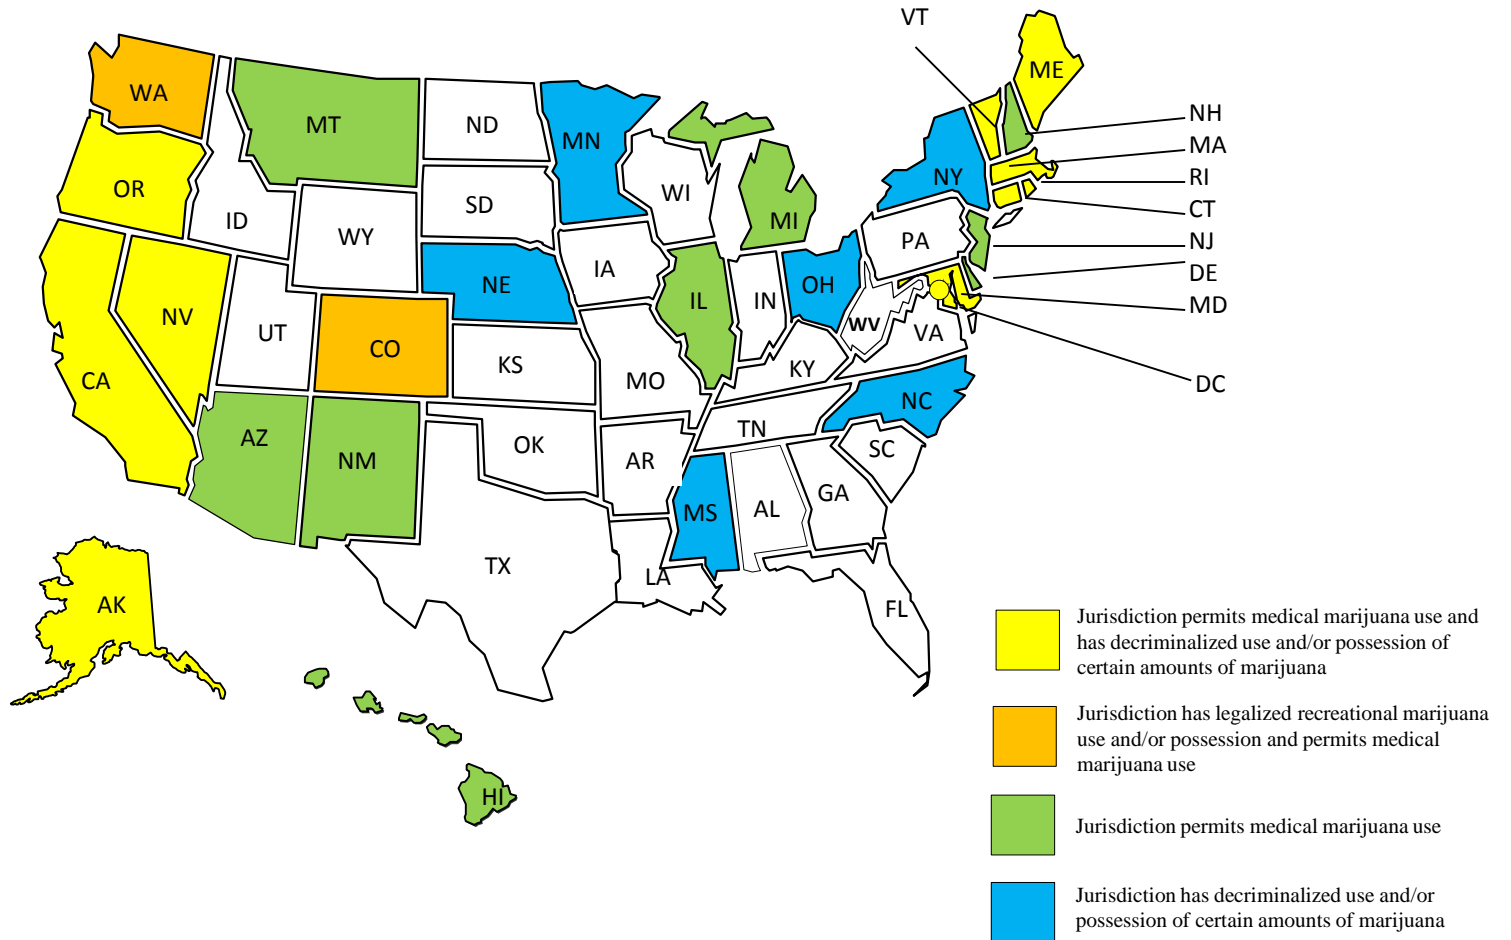 VT
ME
WA
NH
MT
ND
MN
MA
OR
WI
NY
RI
SD
MI
CT
ID
WY
PA
NJ
IA
DE
NE
OH
IL
IN
MD
NV
UT
WV
VA
CO
KS
KY
CA
MO
DC
NC
AZ
TN
OK
SC
NM
AR
GA
MS
AL
TX
LA
AK
FL
HI
Jurisdiction permits medical marijuana use and
has decriminalized use and/or possession of
certain amounts of marijuana
Jurisdiction has legalized recreational marijuana
use and/or possession and permits medical
marijuana use
Jurisdiction permits medical marijuana use
Jurisdiction has decriminalized use and/or
possession of certain amounts of marijuana